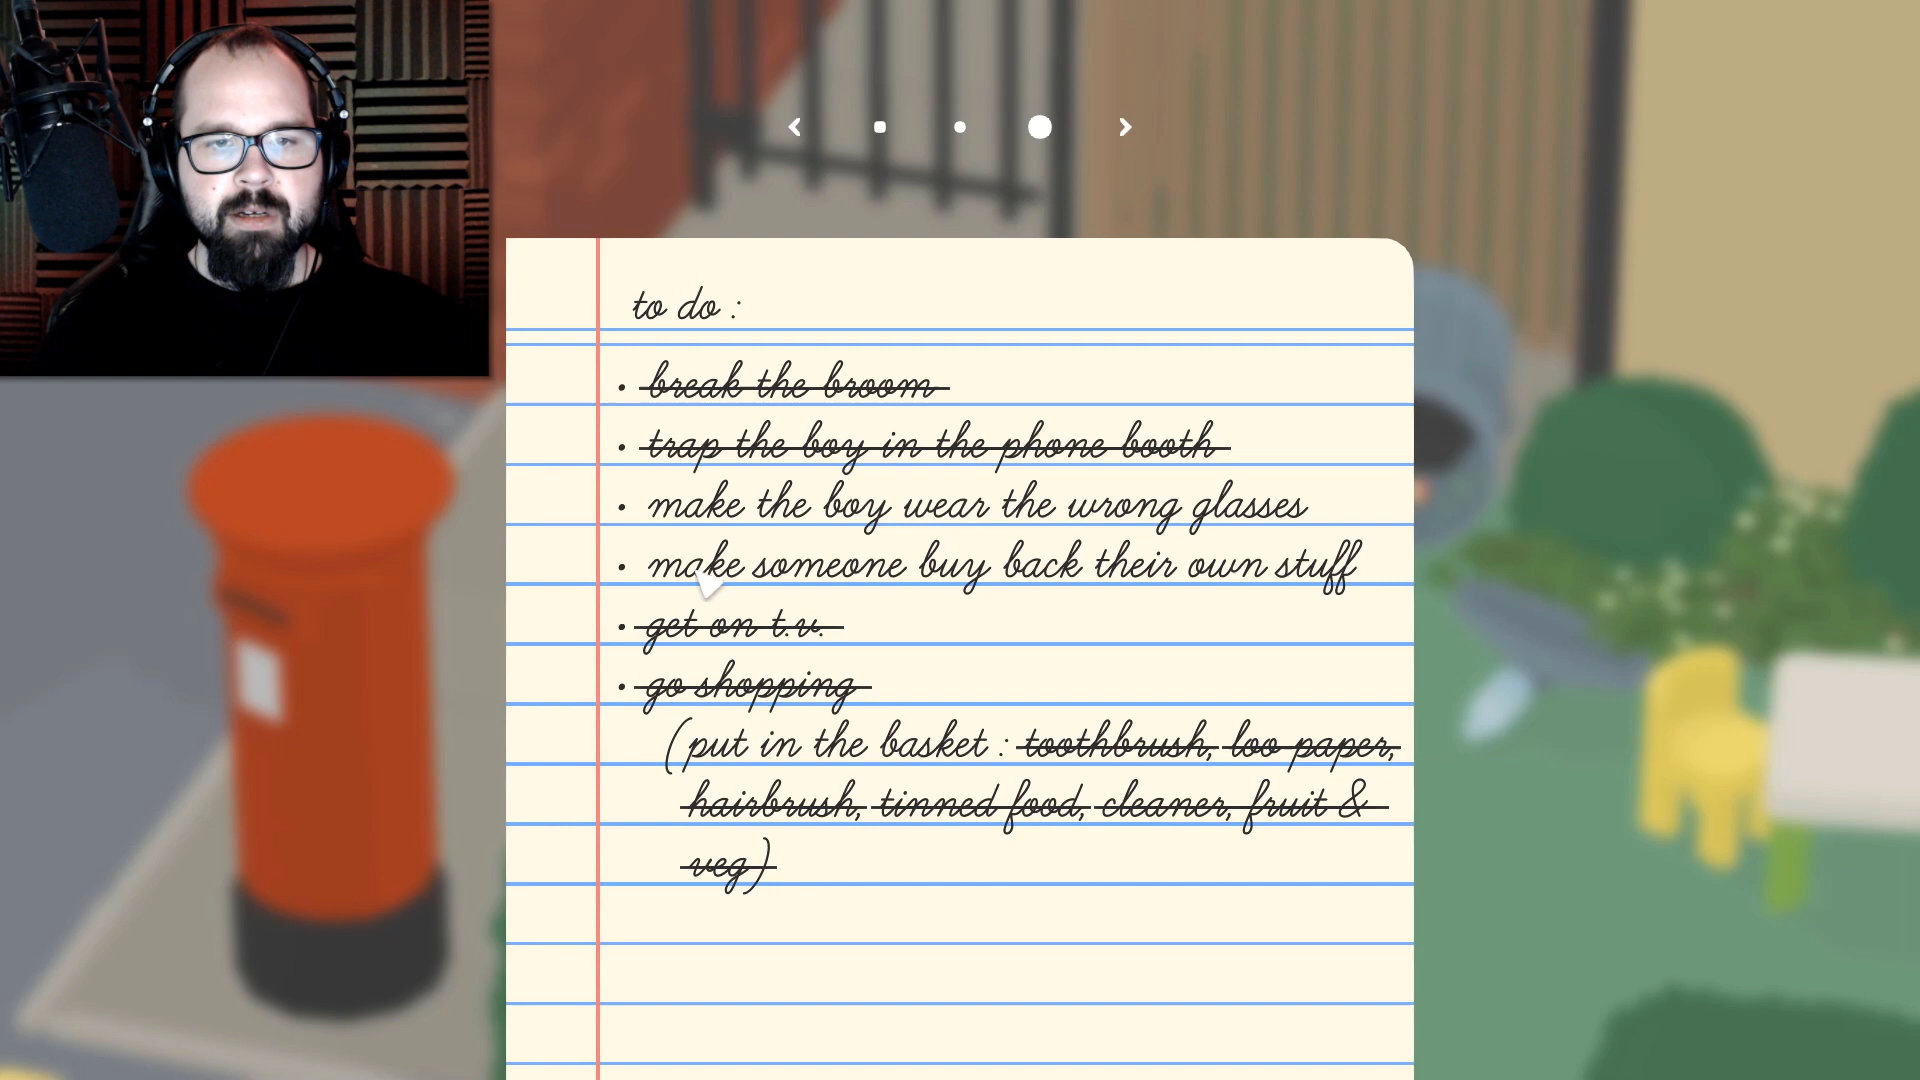 to do :
• break the broom
• trap the boy in the phone booth
• make the boy wear the wrong glasses
• make someone buy back their own stuff
• get on t.v.
• go shopping
(put in the basket : toothbrush, loo paper,
hairbrush, tinned food, cleaner, fruit &
veg)